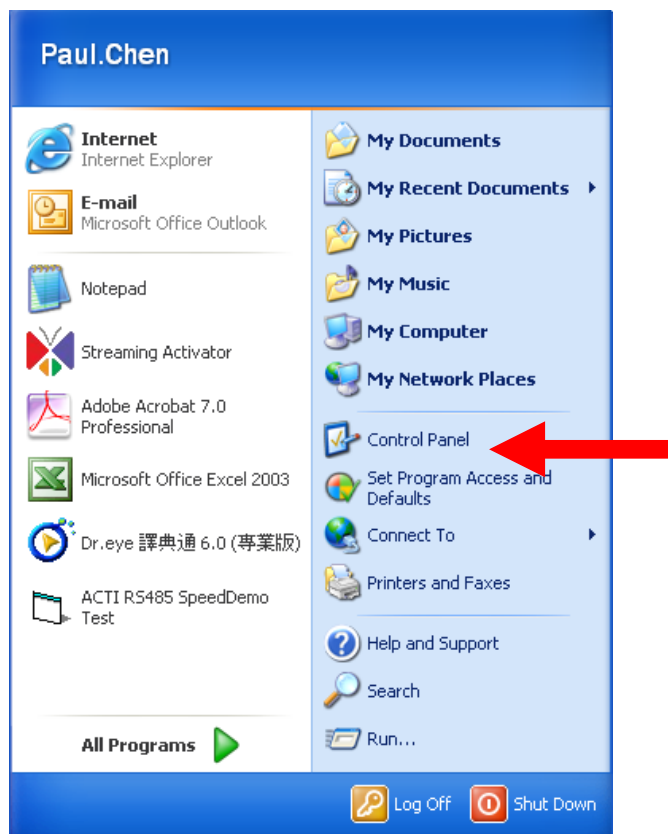 Paul.Chen
Internet
Internet Explorer
E-mail
Microsoft Office Outlook
Notepad
Streaming Activator
Adobe Acrobat 7.0
Professional
Microsoft Office Excel 2003
Dr.eye 譯典通 6.0 (專業版)
ACTI RS485 SpeedDemo
Test
All Programs
My Documents
My Recent Documents
My Pictures
My Music
My Computer
My Network Places
Control Panel
Set Program Access and
Defaults
Connect To
Printers and Faxes
Help and Support
Search
Run...
Log Off
Shut Down